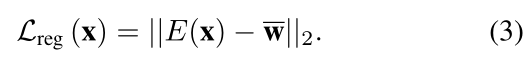 ℒ_reg (𝐱) = ||E(𝐱) − 𝐰̅||₂. (3)